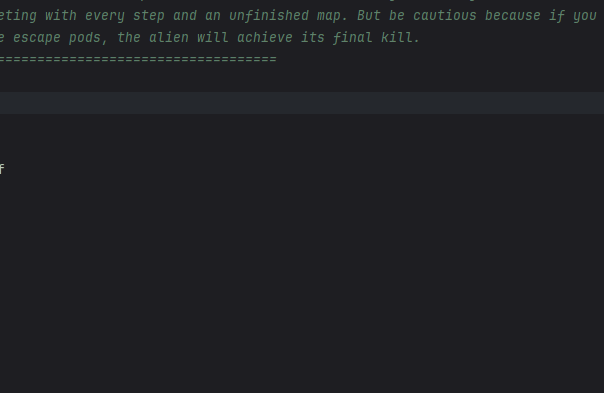 eting with every step and an unfinished map. But be cautious because if you
e escape pods, the alien will achieve its final kill.
===================================
f